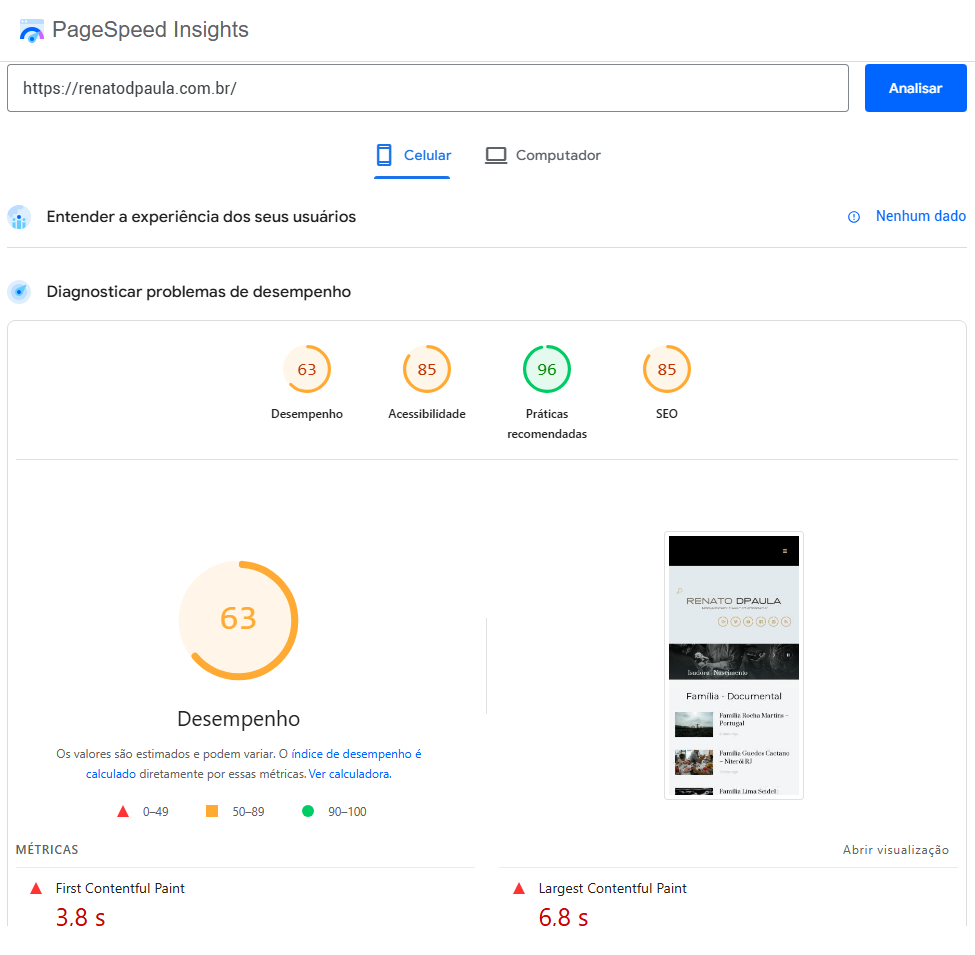 PageSpeed Insights
https://renatodpaula.com.br/
Analisar
Celular
Computador
Entender a experiência dos seus usuários
Nenhum dado
Diagnosticar problemas de desempenho
63
85
96
85
Desempenho
Acessibilidade
Práticas
recomendadas
SEO
63
Desempenho
Os valores são estimados e podem variar. O índice de desempenho é
calculado diretamente por essas métricas. Ver calculadora.
0–49
50–89
90–100
RENATO DPAULA
Isadora Nascimento
Família - Documental
Família Rocha Martins -
Portugal
Família Guedes Caetano
- Niterói RJ
Família Lima Seidel
MÉTRICAS
Abrir visualização
First Contentful Paint
3,8 s
Largest Contentful Paint
6,8 s